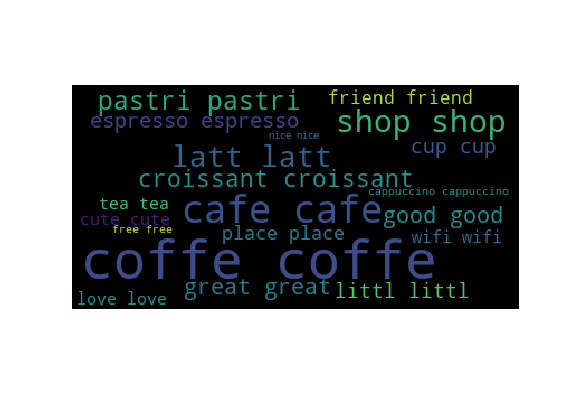 pastri pastri
friend friend
espresso espresso
shop shop
nice nice
cup cup
latt latt
croissant croissant
cappuccino cappuccino
tea tea
cafe cafe
good good
cute cute
free free
place place
wifi wifi
coffe coffe
great great
littl littl
love love